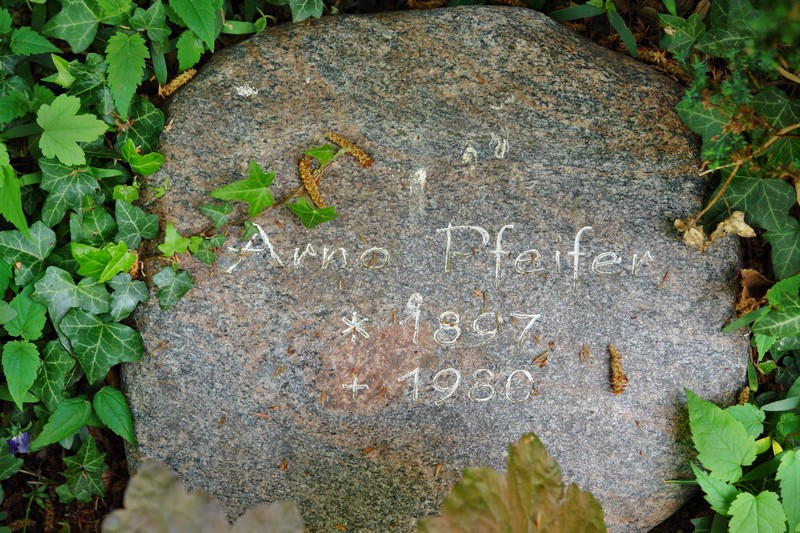 Arno Pfeifer
* 1897
+ 1980